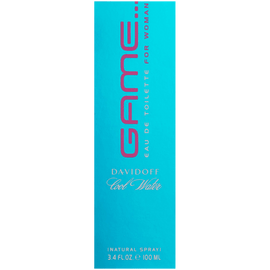 GAME...
EAU DE TOILETTE FOR WOMAN
DAVIDOFF
Cool Water
(NATURAL SPRAY)
3.4 FL OZ ℮ 100 ML